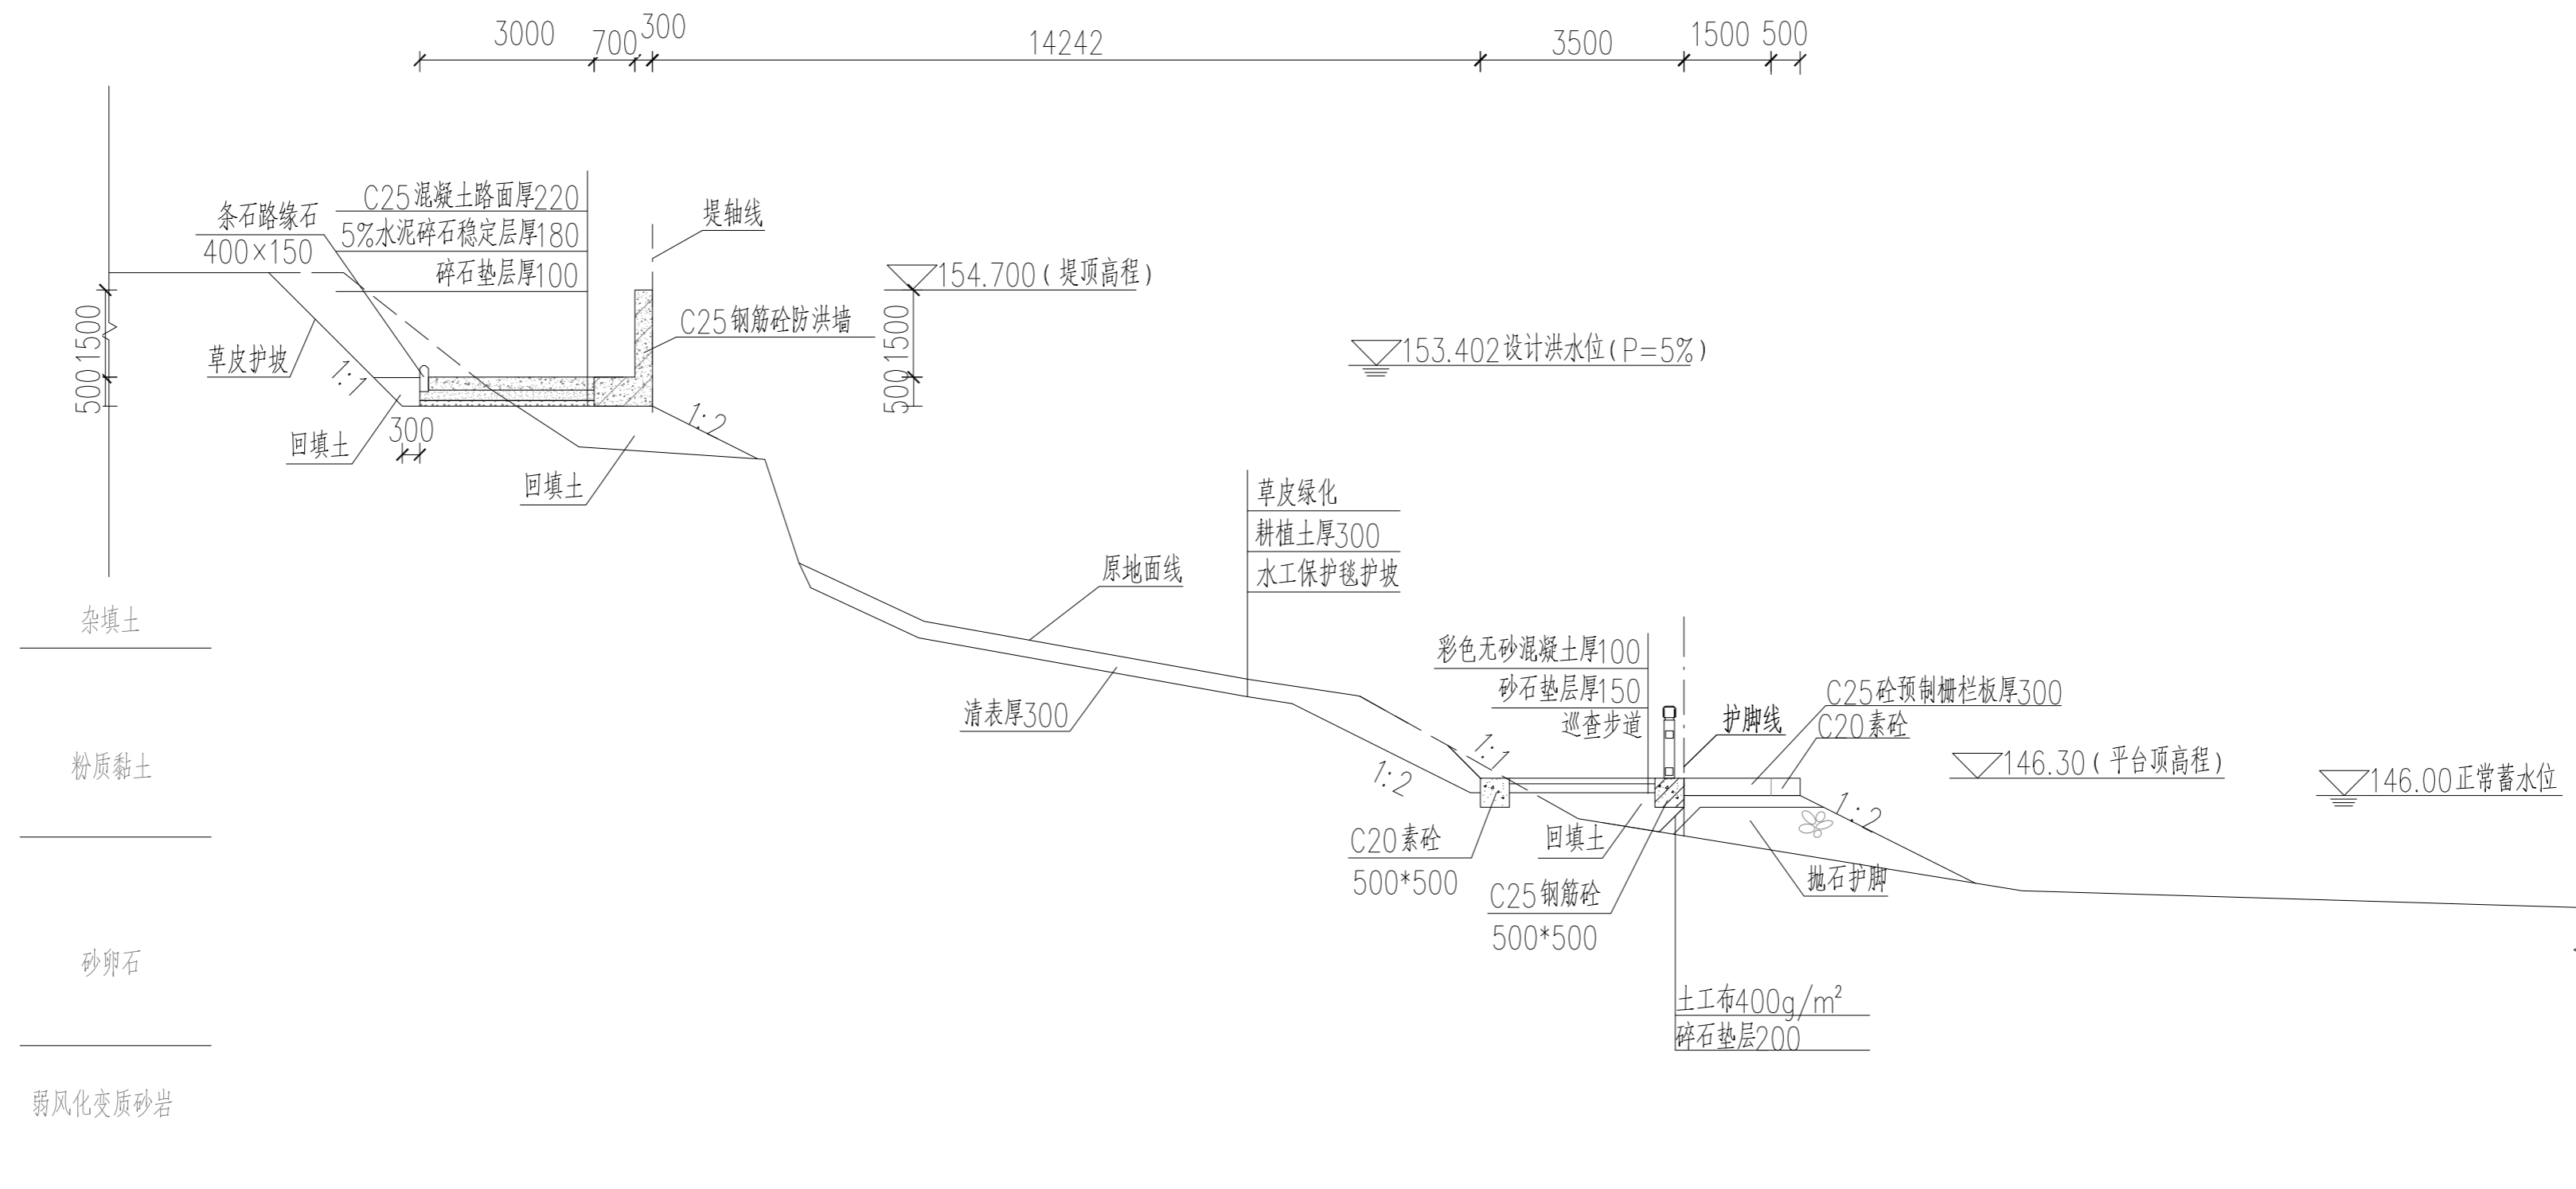 3000
700
300
14242
3500
1500
500
条石路缘石
400×150
C25混凝土路面厚220
5%水泥碎石稳定层厚180
碎石垫层厚100
堤轴线
154.700(堤顶高程)
C25钢筋砼防洪墙
1500
500
1500
500
153.402设计洪水位(P=5%)
草皮护坡
1:1
回填土
300
1:2
回填土
草皮绿化
耕植土厚300
水工保护毯护坡
原地面线
清表厚300
杂填土
粉质黏土
砂卵石
弱风化变质砂岩
彩色无砂混凝土厚100
砂石垫层厚150
巡查步道
护脚线
C25砼预制栅栏板厚300
C20素砼
146.30(平台顶高程)
146.00正常蓄水位
1:1
1:2
1:2
C20素砼
500*500
回填土
C25钢筋砼
500*500
抛石护脚
土工布400g/m²
碎石垫层200